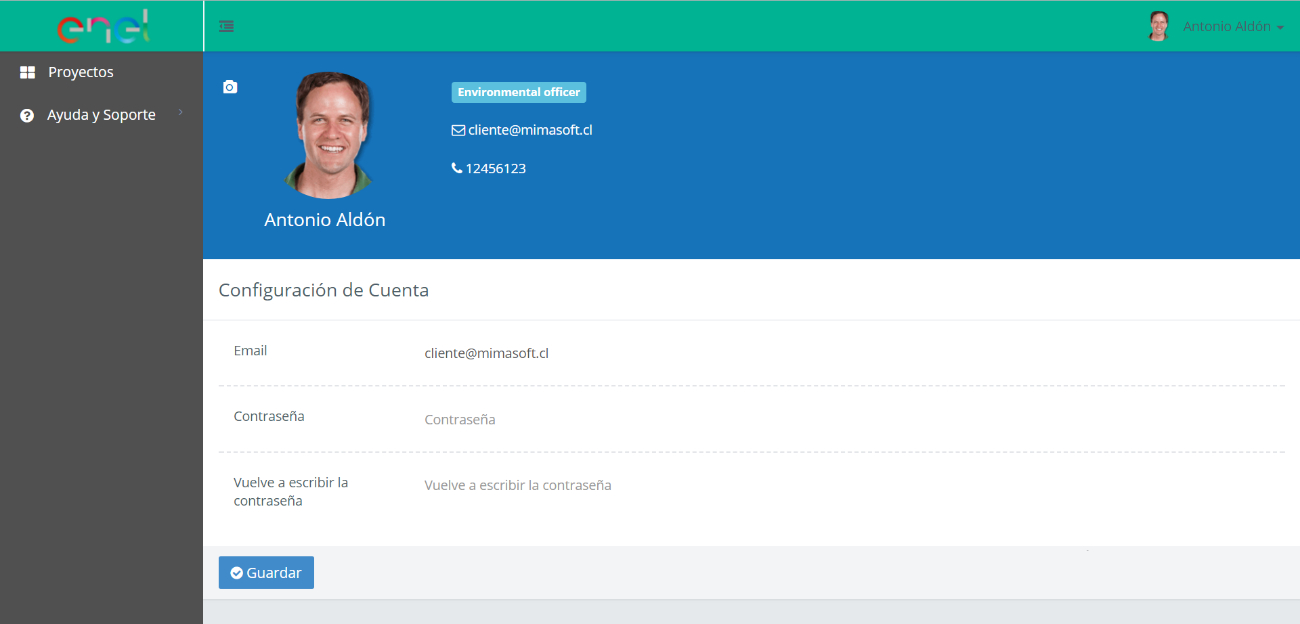 enel
Antonio Aldón
Proyectos
Ayuda y Soporte
Environmental officer
cliente@mimasoft.cl
12456123
Antonio Aldón
Configuración de Cuenta
Email
cliente@mimasoft.cl
Contraseña
Contraseña
Vuelve a escribir la
contraseña
Vuelve a escribir la contraseña
Guardar